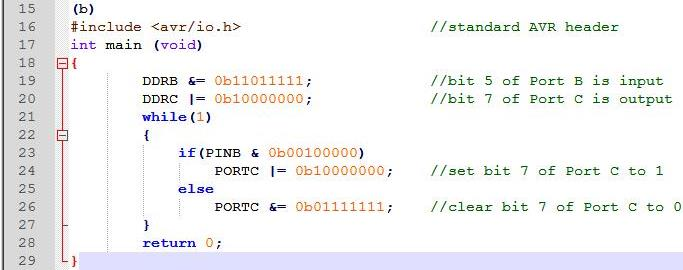 15 (b)
16 #include <avr/io.h> //standard AVR header
17 int main (void)
18 {
19 DDRB &= 0b11011111; //bit 5 of Port B is input
20 DDRC |= 0b10000000; //bit 7 of Port C is output
21 while(1)
22 {
23 if(PINB & 0b00100000)
24 PORTC |= 0b10000000; //set bit 7 of Port C to 1
25 else
26 PORTC &= 0b01111111; //clear bit 7 of Port C to 0
27 }
28 return 0;
29 }